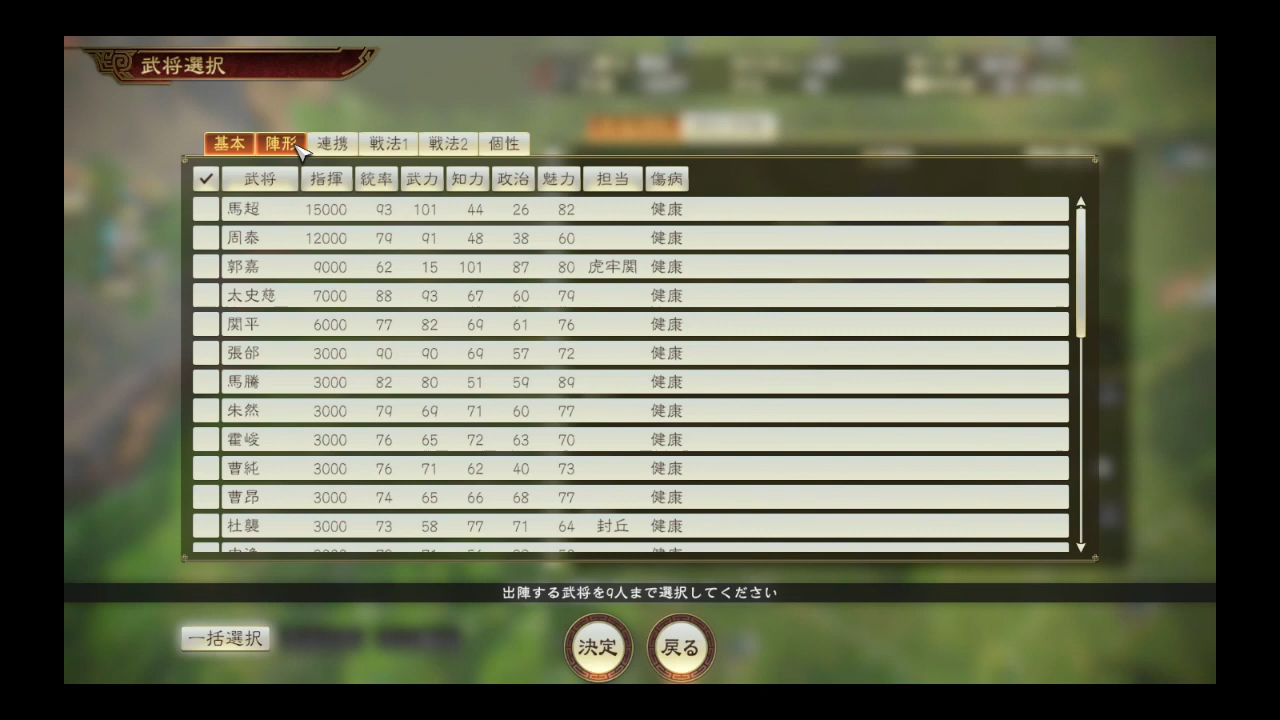 武将選択
基本 陣形 連携 戦法1 戦法2 個性
武将 指揮 統率 武力 知力 政治 魅力 担当 傷病
馬超 15000 93 101 44 26 82 健康
周泰 12000 79 91 48 38 60 健康
郭嘉 9000 62 15 101 87 80 虎牢関 健康
太史慈 7000 88 93 67 60 79 健康
関平 6000 77 82 69 61 76 健康
張郃 3000 90 90 69 57 72 健康
馬騰 3000 82 80 51 59 89 健康
朱然 3000 79 69 71 60 77 健康
霍峻 3000 76 65 72 63 70 健康
曹純 3000 76 71 62 40 73 健康
曹昂 3000 74 65 66 68 77 健康
杜襲 3000 73 58 77 71 64 封丘 健康
出陣する武将を9人まで選択してください
一括選択
決定 戻る